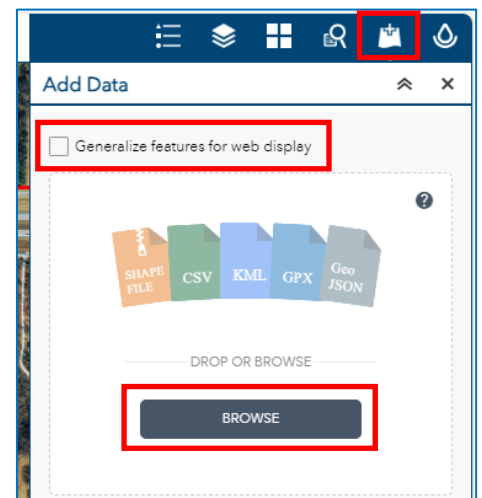 Add Data
Generalize features for web display
SHAPE FILE
CSV
KML
GPX
Geo JSON
DROP OR BROWSE
BROWSE